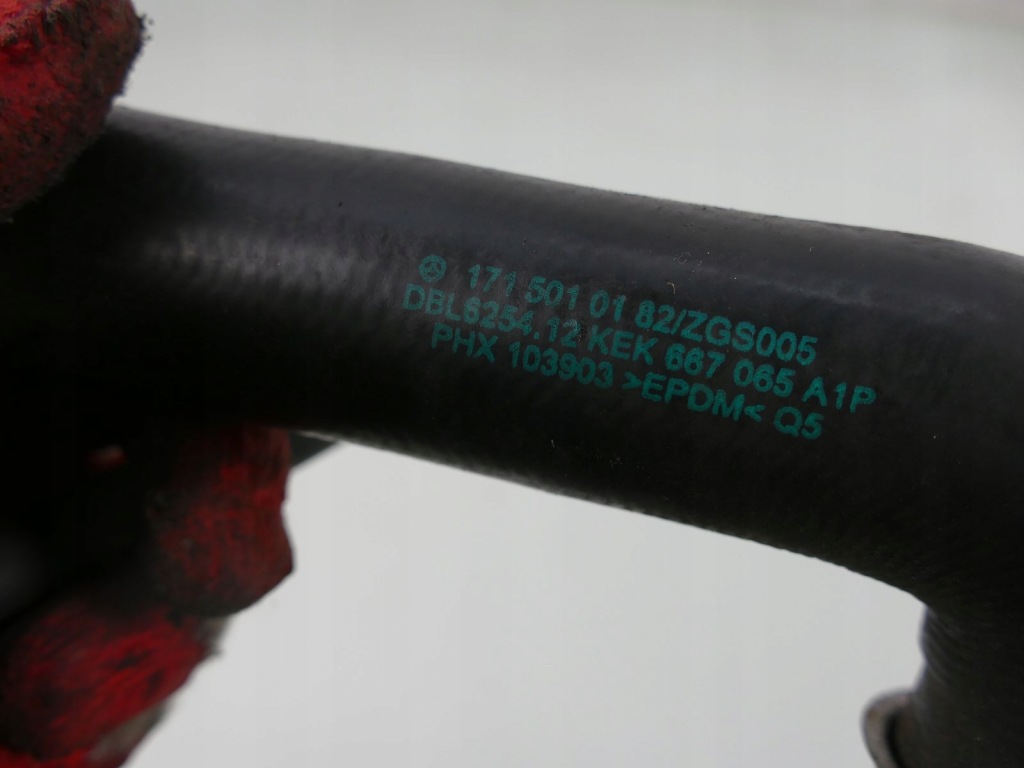 171 501 01 82/ZGS005
DBL6254.12 KEK 667 065 A1P
PHX 103903 >EPDM< Q5